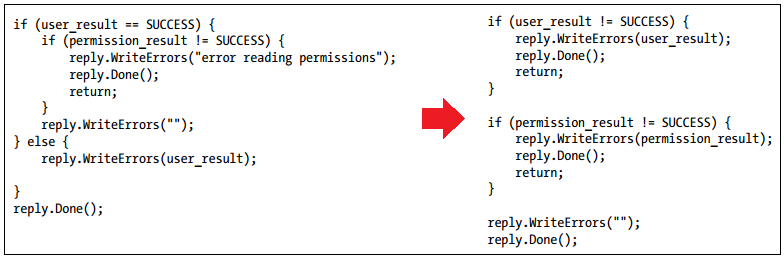 if (user_result == SUCCESS) {
    if (permission_result != SUCCESS) {
        reply.WriteErrors("error reading permissions");
        reply.Done();
        return;
    }
    reply.WriteErrors("");
} else {
    reply.WriteErrors(user_result);

}
reply.Done();

if (user_result != SUCCESS) {
    reply.WriteErrors(user_result);
    reply.Done();
    return;
}

if (permission_result != SUCCESS) {
    reply.WriteErrors(permission_result);
    reply.Done();
    return;
}

reply.WriteErrors("");
reply.Done();